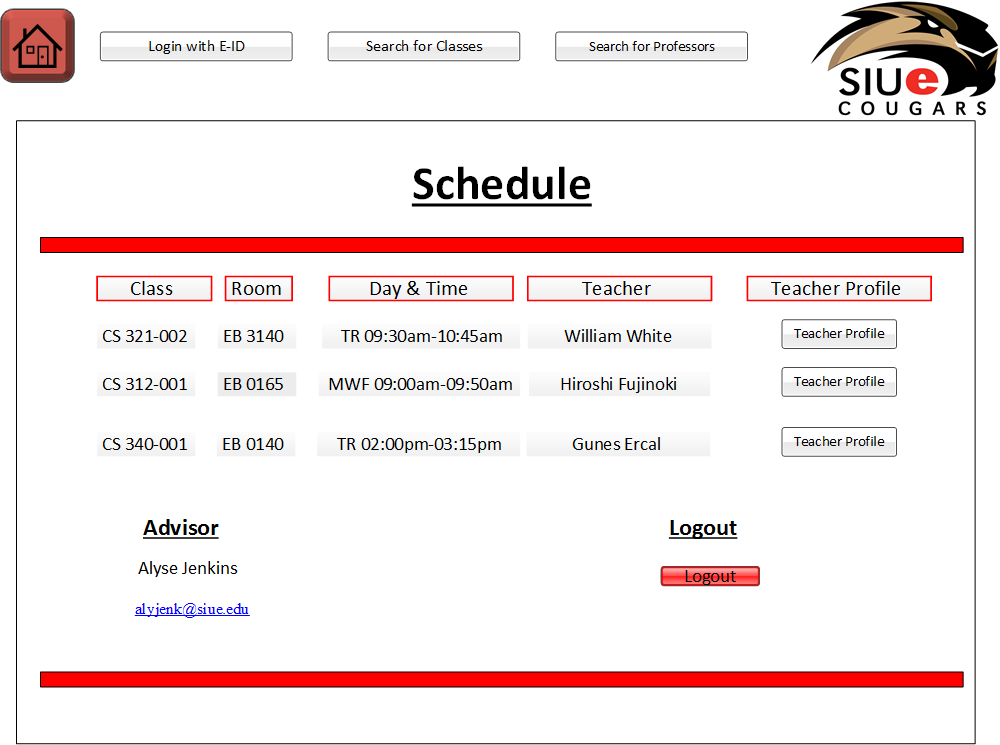 Login with E-ID Search for Classes Search for Professors
SIUe
COUGARS
Schedule
Class Room Day & Time Teacher Teacher Profile
CS 321-002 EB 3140 TR 09:30am-10:45am William White Teacher Profile
CS 312-001 EB 0165 MWF 09:00am-09:50am Hiroshi Fujinoki Teacher Profile
CS 340-001 EB 0140 TR 02:00pm-03:15pm Gunes Ercal Teacher Profile
Advisor Logout
Alyse Jenkins Logout
alyjenk@siue.edu